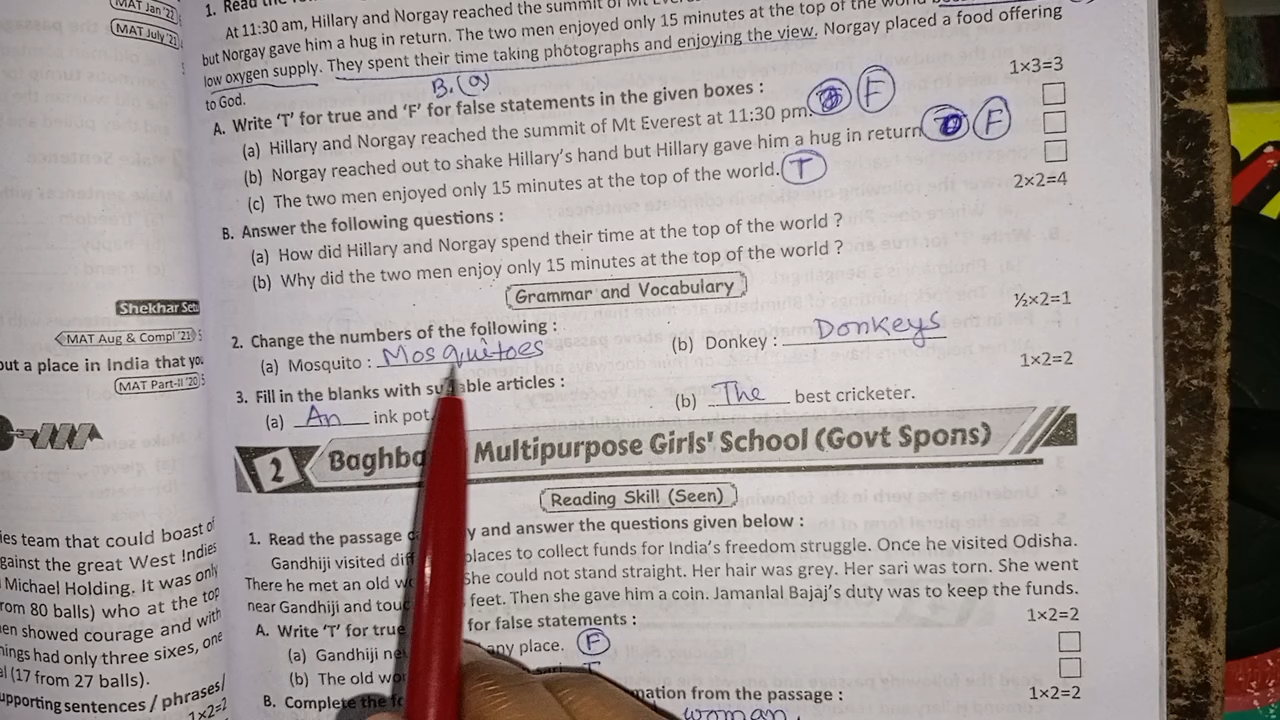 MAT Jan '22
MAT July '21
1. Read the
At 11:30 am, Hillary and Norgay reached the summit of Mt
but Norgay gave him a hug in return. The two men enjoyed only 15 minutes at the top of the world
low oxygen supply. They spent their time taking photographs and enjoying the view. Norgay placed a food offering
to God.
B. (a)
1×3=3
A. Write 'T' for true and 'F' for false statements in the given boxes :
(a) Hillary and Norgay reached the summit of Mt Everest at 11:30 pm. F
(b) Norgay reached out to shake Hillary's hand but Hillary gave him a hug in return F
(c) The two men enjoyed only 15 minutes at the top of the world. T
B. Answer the following questions : 2×2=4
(a) How did Hillary and Norgay spend their time at the top of the world ?
(b) Why did the two men enjoy only 15 minutes at the top of the world ?
Grammar and Vocabulary
2. Change the numbers of the following : ½×2=1
(a) Mosquito : Mosquitoes (b) Donkey : Donkeys
3. Fill in the blanks with suitable articles : 1×2=2
(a) An ink pot (b) The best cricketer.
2 Multipurpose Girls' School (Govt Spons)
Reading Skill (Seen)
1. Read the passage y and answer the questions given below :
Gandhiji visited places to collect funds for India's freedom struggle. Once he visited Odisha.
There he met an old She could not stand straight. Her hair was grey. Her sari was torn. She went
near Gandhiji and feet. Then she gave him a coin. Jamanlal Bajaj's duty was to keep the funds.
A. Write 'T' for true for false statements : 1×2=2
(a) Gandhiji any place. F
(b) The old
B. Complete the from the passage : 1×2=2
woman.
Shekhar
MAT Aug & Compl '21
out a place in India that you
MAT Part-II '20
ies team that could boast of
gainst the great West Indies
Michael Holding. It was only
rom 80 balls) who at the top
en showed courage and with
nings had only three sixes, one
al (17 from 27 balls).
upporting sentences / phrases/
1×2=2